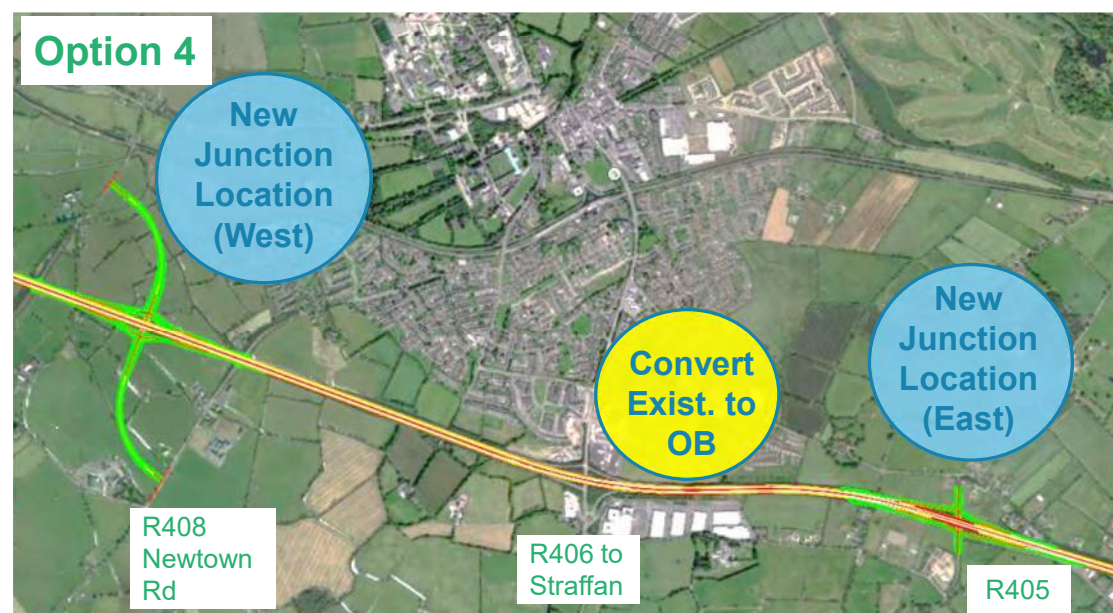 Option 4
New
Junction
Location
(West)
New
Junction
Location
(East)
Convert
Exist. to
OB
R408
Newtown
Rd
R406 to
Straffan
R405